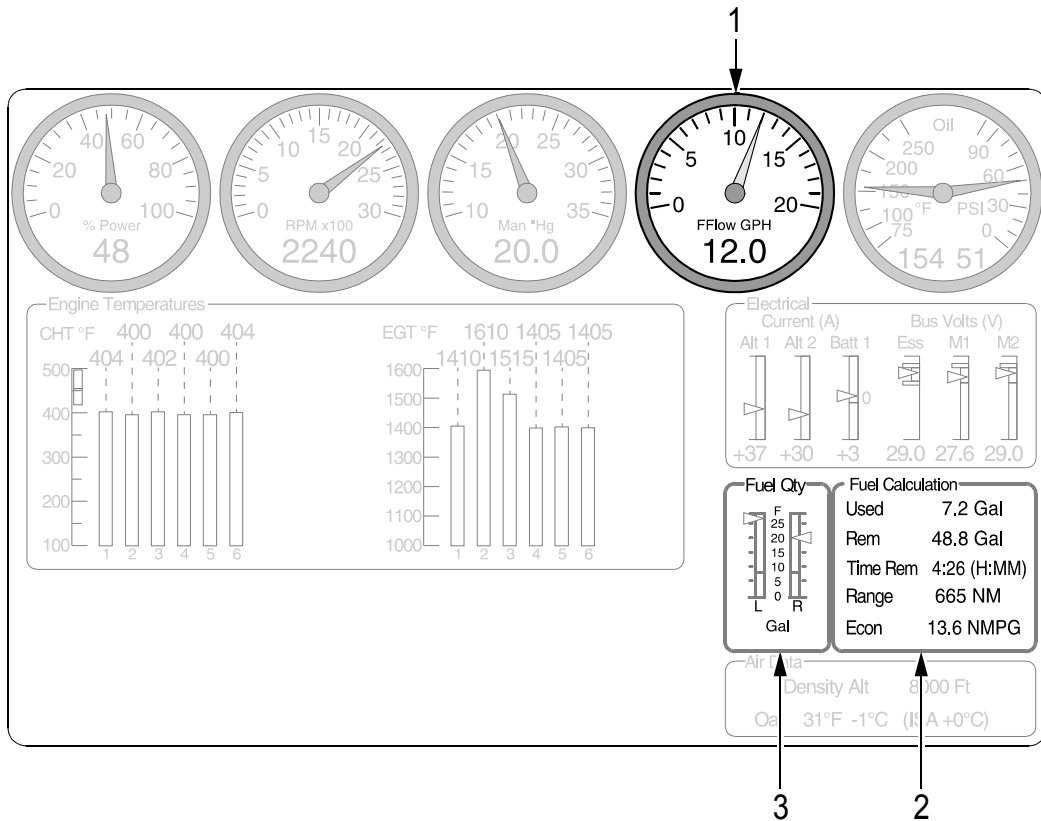 1
0 20 40 60 80 100
% Power
48
0 5 10 15 20 25 30
RPM x100
2240
10 15 20 25 30 35
Man "Hg
20.0
0 5 10 15 20
FFlow GPH
12.0
Oil
250 90
200 60
150 °F PSI 30
100
75 0
154 51
Engine Temperatures
CHT °F 400 400 404
404 402 400
500
400
300
200
100
1 2 3 4 5 6
EGT °F 1610 1405 1405
1410 1515 1405
1600
1500
1400
1300
1200
1100
1000
1 2 3 4 5 6
Electrical
Current (A) Bus Volts (V)
Alt 1 Alt 2 Batt 1 Ess M1 M2
0
+37 +30 +3 29.0 27.6 29.0
Fuel Qty
F
25
20
15
10
5
0
L R
Gal
Fuel Calculation
Used 7.2 Gal
Rem 48.8 Gal
Time Rem 4:26 (H:MM)
Range 665 NM
Econ 13.6 NMPG
Air Data
Density Alt 8000 Ft
31°F -1°C (ISA +0°C)
3 2